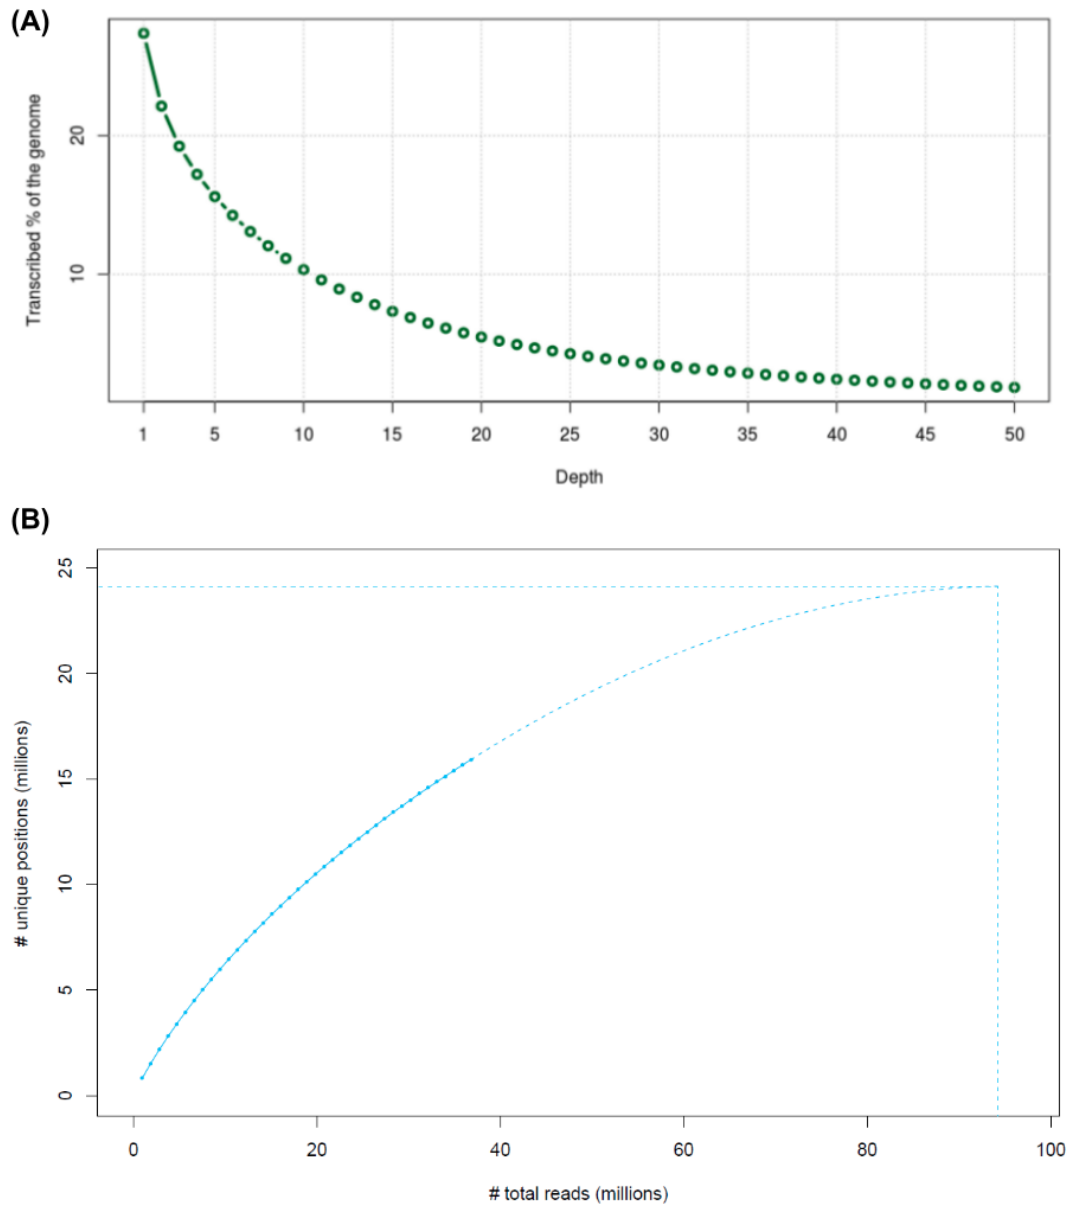 (A)
Transcribed % of the genome
20
10
1 5 10 15 20 25 30 35 40 45 50
Depth
(B)
# unique positions (millions)
25
20
15
10
5
0
0 20 40 60 80 100
# total reads (millions)